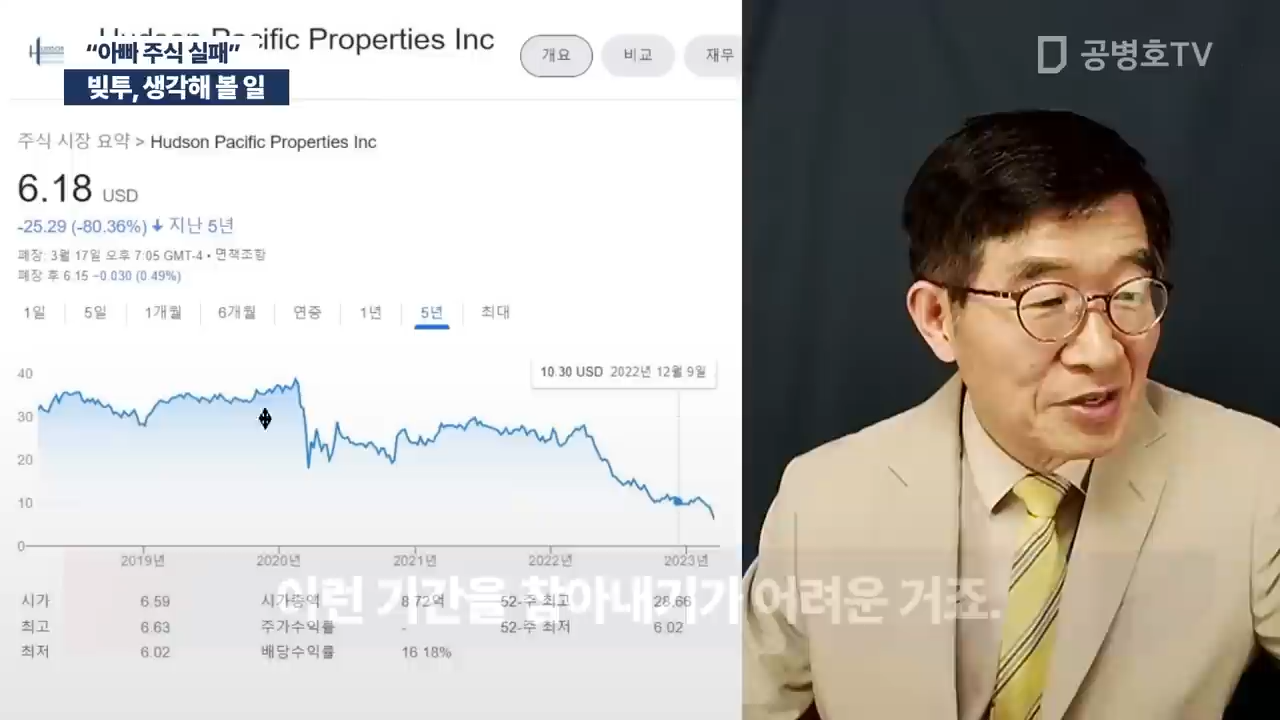 Hudson Pacific Properties Inc
"아빠 주식 실패"
빚투, 생각해 볼 일
개요
비교
재무
공병호TV
주식 시장 요약 > Hudson Pacific Properties Inc
6.18 USD
-25.29 (-80.36%) ↓ 지난 5년
폐장: 3월 17일 오후 7:05 GMT-4 • 면책조항
폐장 후 6.15 −0.030 (0.49%)
1일 5일 1개월 6개월 연중 1년 5년 최대
10.30 USD 2022년 12월 9일
40
30
20
10
0
2019년 2020년 2021년 2022년 2023년
이런 기간을 찾아내기가 어려운 거죠.
시가 6.59 시가총액 8.72억 52-주 최고 28.66
최고 6.63 주가수익률 - 52-주 최저 6.02
최저 6.02 배당수익률 16.18%